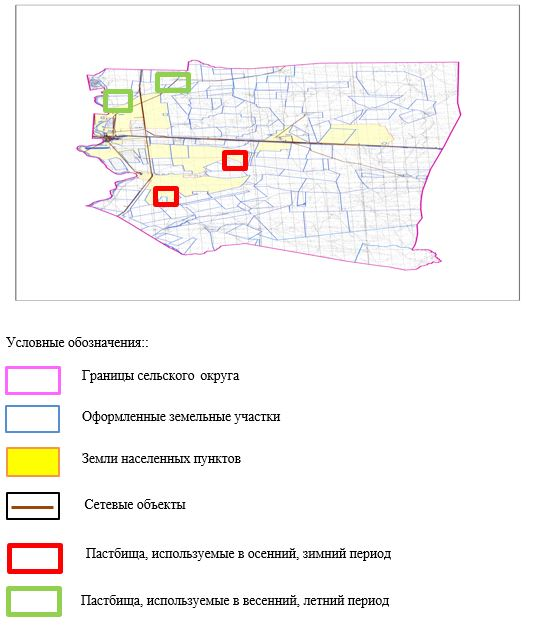 Условные обозначения::
Границы сельского округа
Оформленные земельные участки
Земли населенных пунктов
Сетевые объекты
Пастбища, используемые в осенний, зимний период
Пастбища, используемые в весенний, летний период